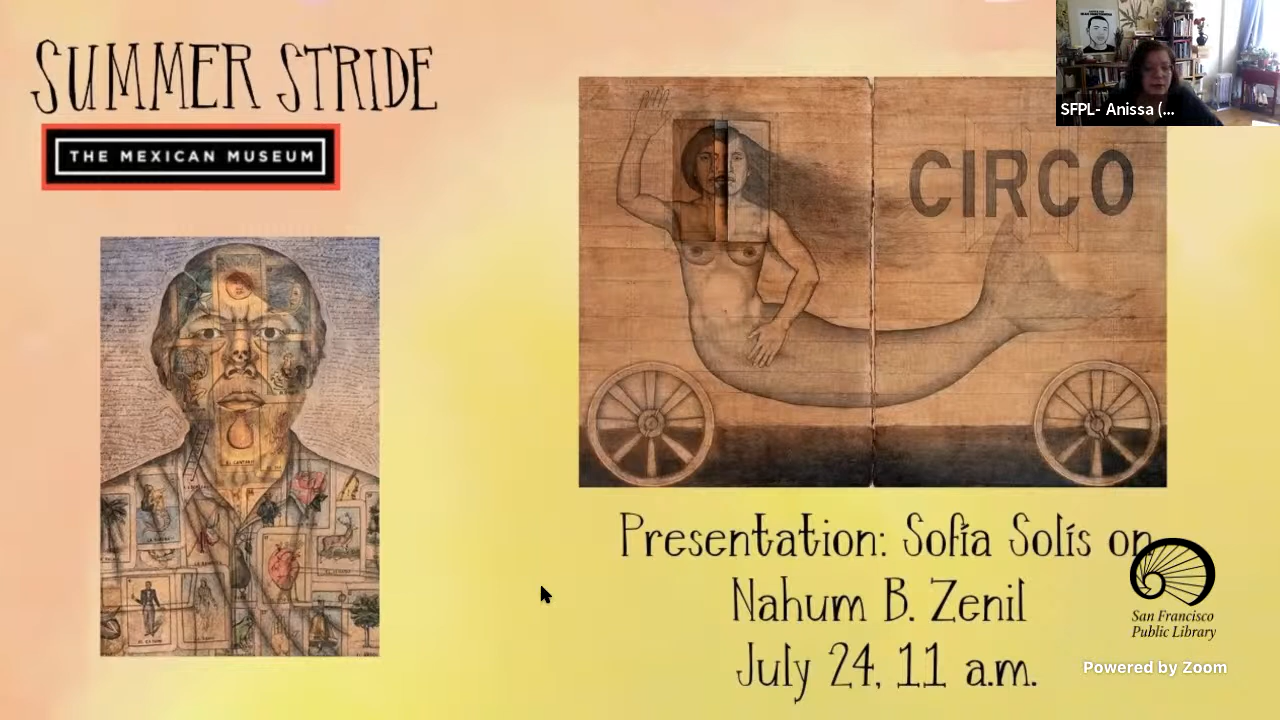 SUMMER STRIDE
THE MEXICAN MUSEUM
SFPL- Anissa (...
CIRCO
Presentation: Sofía Solís on
Nahum B. Zenil
July 24, 11 a.m.
San Francisco
Public Library
Powered by Zoom